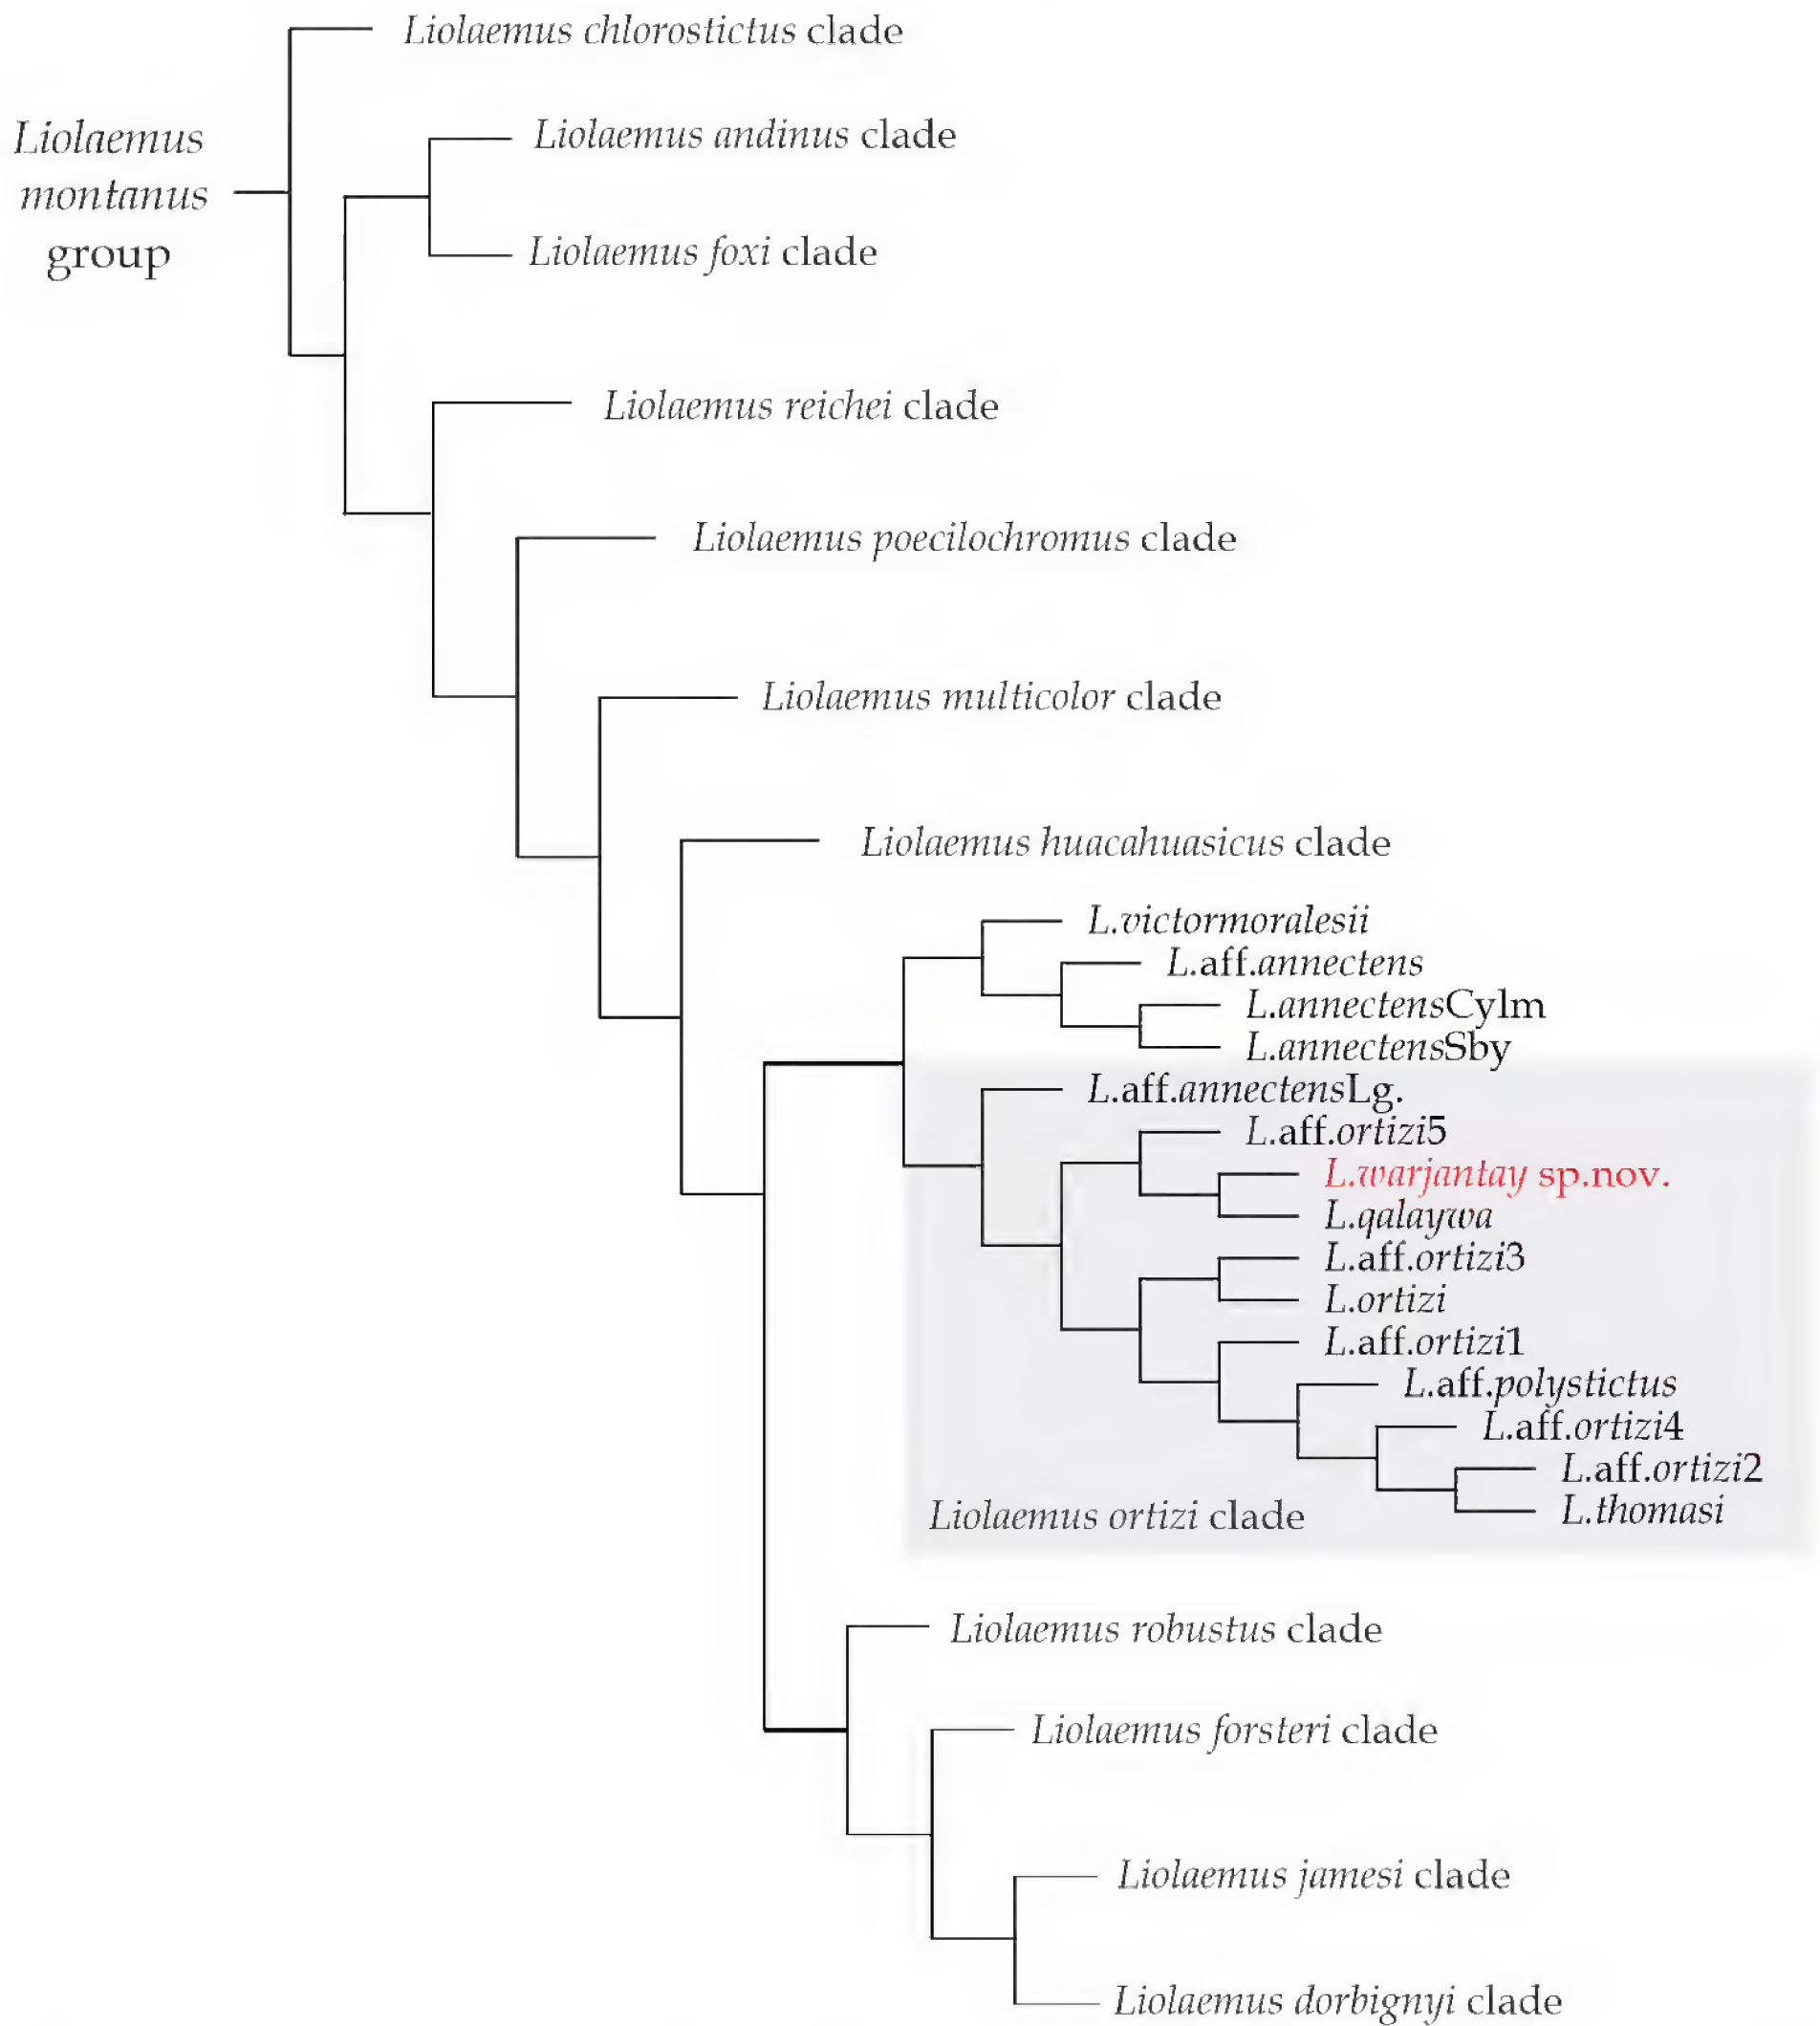 Liolaemus chlorostictus clade
Liolaemus
montanus
group
Liolaemus andinus clade
Liolaemus foxi clade
Liolaemus reichei clade
Liolaemus poecilochromus clade
Liolaemus multicolor clade
Liolaemus huacahuasicus clade
L.victormoralesii
L.aff.annectens
L.annectensCylm
L.annectensSby
L.aff.annectensLg.
L.aff.ortizi5
L.warjantay sp.nov.
L.qalaywa
L.aff.ortizi3
L.ortizi
L.aff.ortizi1
L.aff.polystictus
L.aff.ortizi4
L.aff.ortizi2
L.thomasi
Liolaemus ortizi clade
Liolaemus robustus clade
Liolaemus forsteri clade
Liolaemus jamesi clade
Liolaemus dorbignyi clade